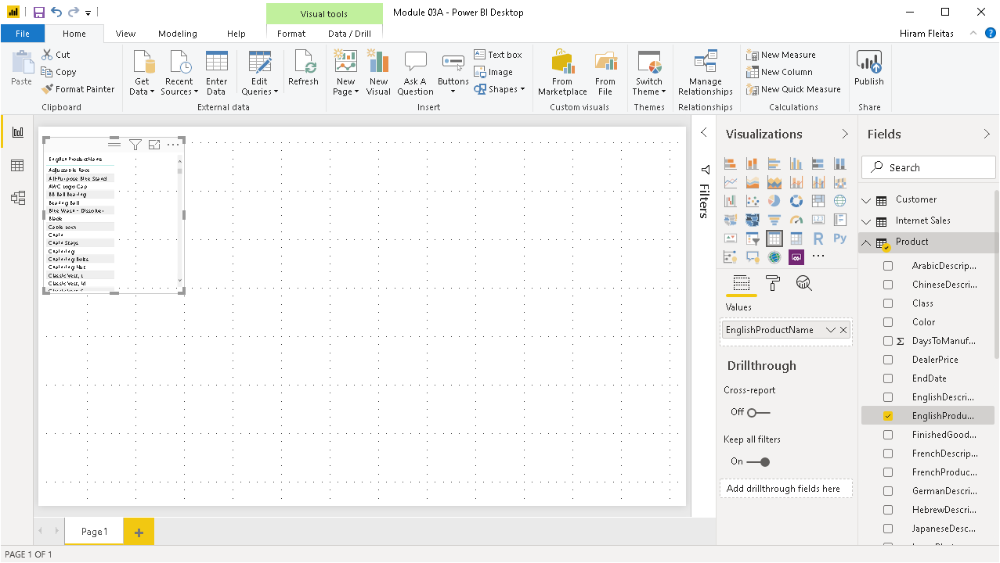 Visual tools
Module 03A - Power BI Desktop
File
Home
View
Modeling
Help
Format
Data / Drill
Hiram Fleitas
?
Paste
Cut
Copy
Format Painter
Get Data
Recent Sources
Enter Data
Edit Queries
Refresh
New Page
New Visual
Ask A Question
Buttons
Text box
Image
Shapes
From Marketplace
From File
Switch Theme
Manage Relationships
New Measure
New Column
New Quick Measure
Publish
Clipboard
External data
Insert
Custom visuals
Themes
Relationships
Calculations
Share
EnglishProductName
Adjustable Race
All-Purpose Bike Stand
AWC Logo Cap
BB Ball Bearing
Bearing Ball
Bike Wash - Dissolver
Blade
Cable Lock
Chain
Chain Stays
Chainring
Chainring Bolts
Chainring Nut
Classic Vest, L
Classic Vest, M
Classic Vest, S
Filters
Visualizations
R
Py
Values
EnglishProductName
Drillthrough
Cross-report
Off
Keep all filters
On
Add drillthrough fields here
Fields
Search
Customer
Internet Sales
Product
ArabicDescrip...
ChineseDescri...
Class
Color
Σ DaysToManuf...
DealerPrice
EndDate
EnglishDescri...
EnglishProdu...
FinishedGood...
FrenchDescrip...
FrenchProduc...
GermanDescri...
HebrewDescri...
JapaneseDesc...
Page1
PAGE 1 OF 1